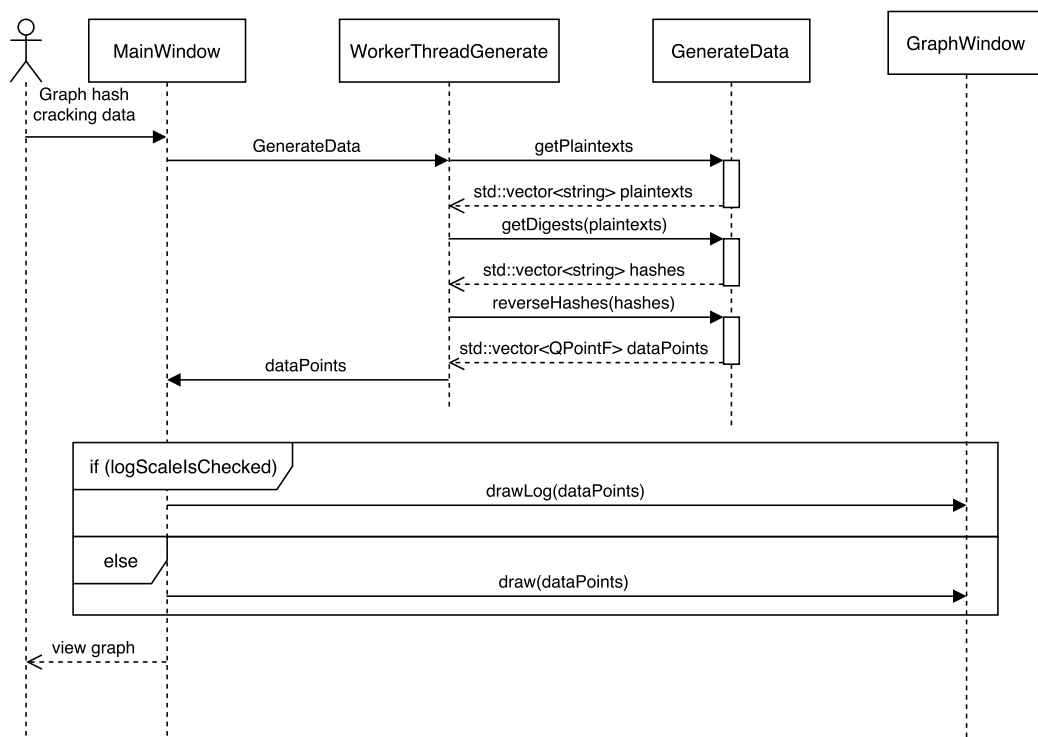 MainWindow
WorkerThreadGenerate
GenerateData
GraphWindow
Graph hash
cracking data
GenerateData
getPlaintexts
std::vector<string> plaintexts
getDigests(plaintexts)
std::vector<string> hashes
reverseHashes(hashes)
std::vector<QPointF> dataPoints
dataPoints
if (logScaleIsChecked)
drawLog(dataPoints)
else
draw(dataPoints)
view graph